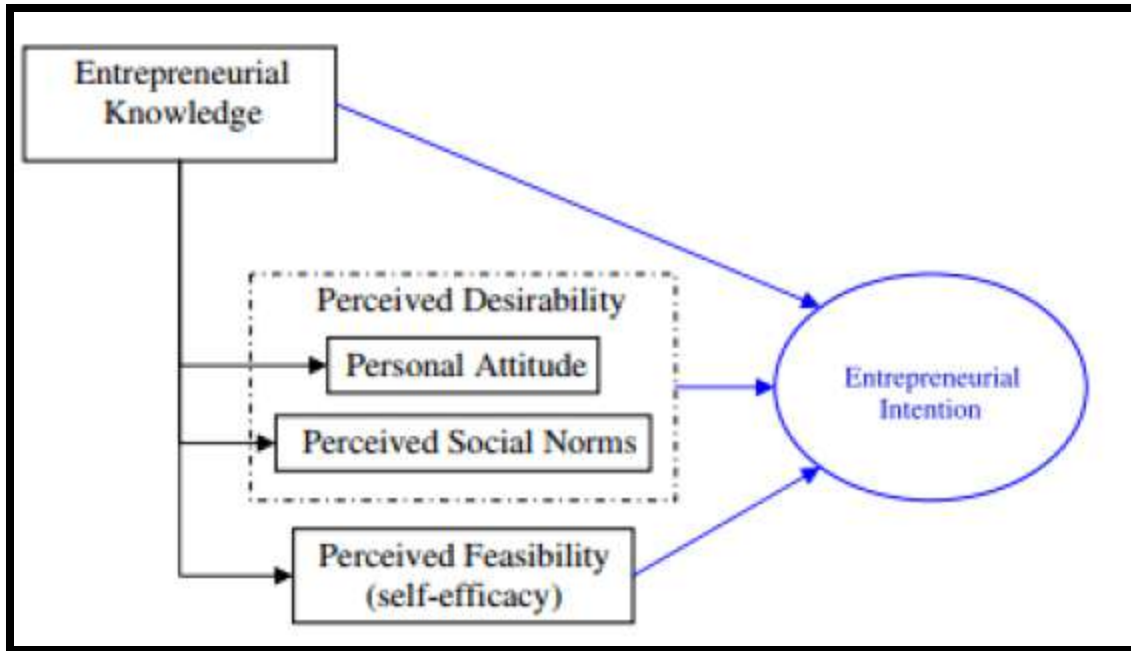 Entrepreneurial
Knowledge
Perceived Desirability
Personal Attitude
Perceived Social Norms
Perceived Feasibility
(self-efficacy)
Entrepreneurial
Intention